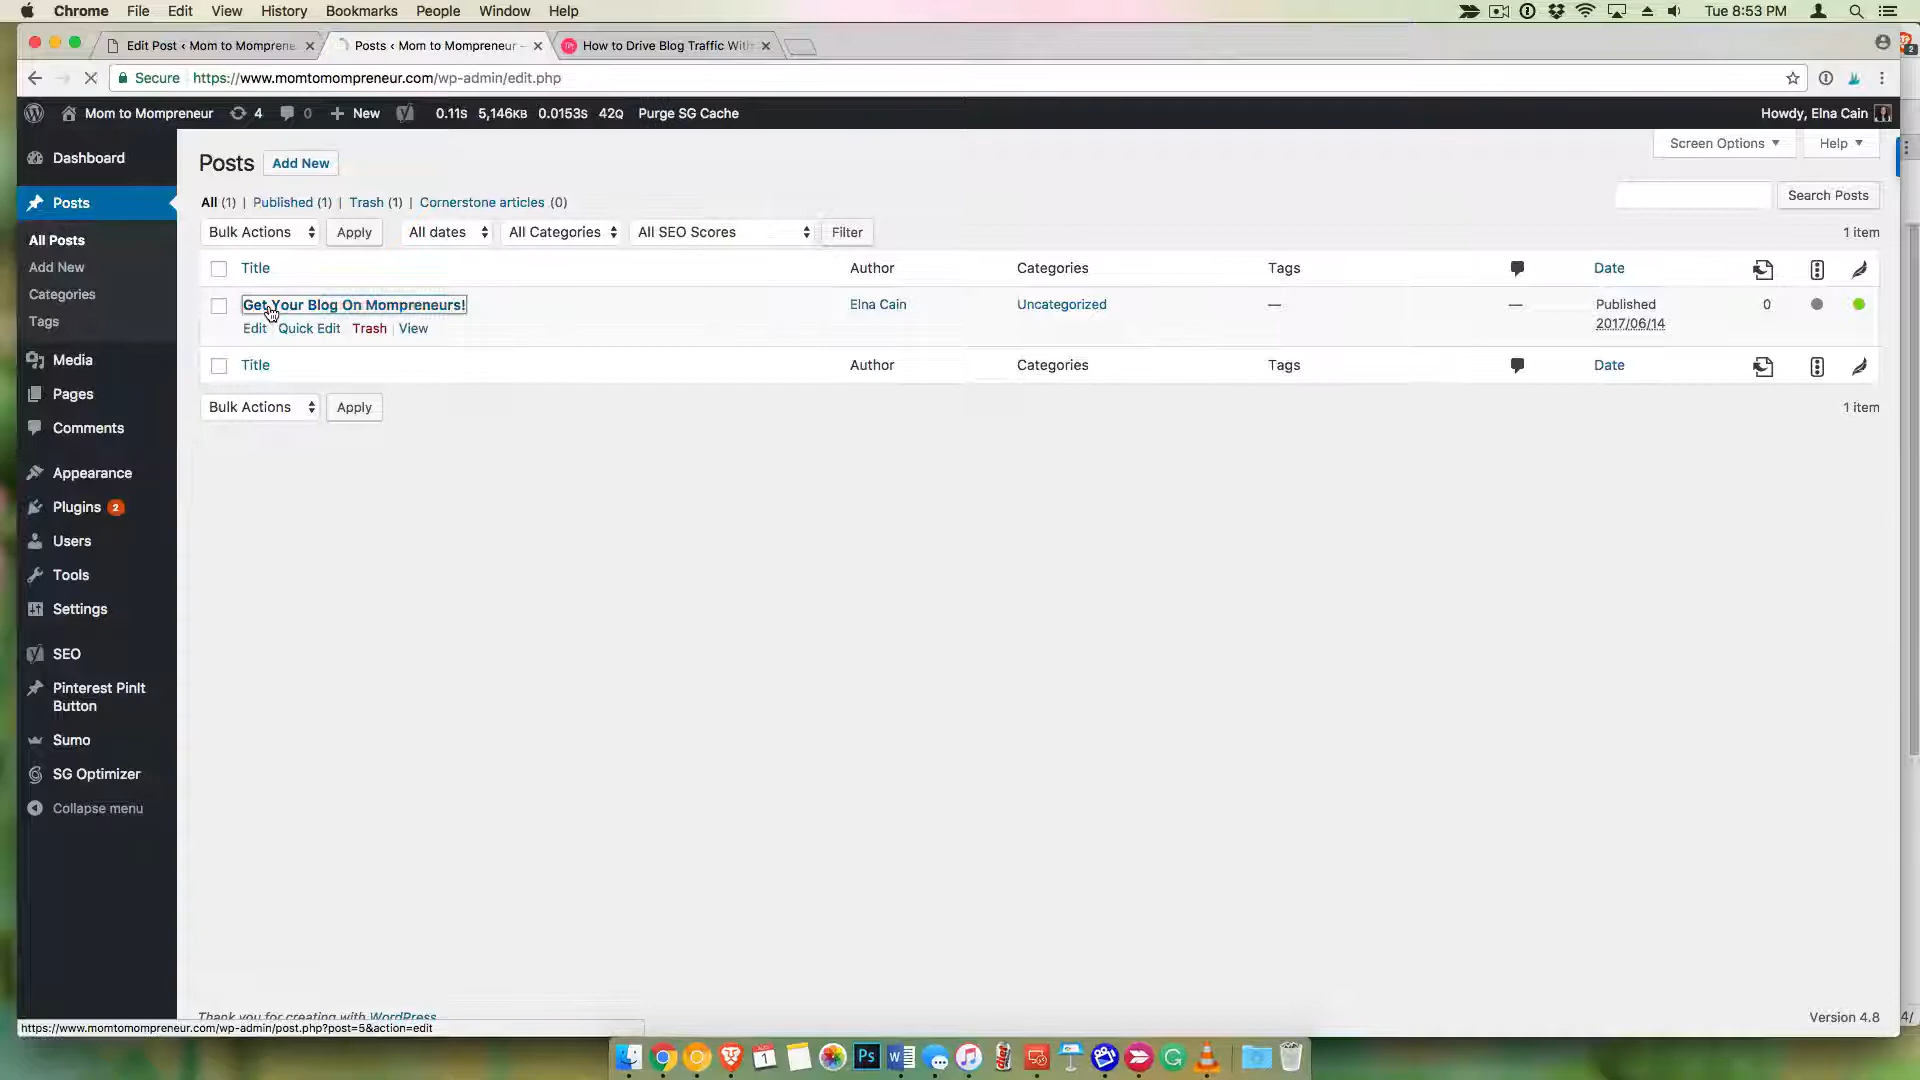 Chrome File Edit View History Bookmarks People Window Help Tue 8:53 PM
Edit Post ‹ Mom to Momprene Posts ‹ Mom to Mompreneur – How to Drive Blog Traffic With
Secure https://www.momtomompreneur.com/wp-admin/edit.php
Mom to Mompreneur 4 0 New 0.11S 5,146KB 0.0153S 42Q Purge SG Cache Howdy, Elna Cain
Dashboard
Posts
All Posts
Add New
Categories
Tags
Media
Pages
Comments
Appearance
Plugins 2
Users
Tools
Settings
SEO
Pinterest PinIt
Button
Sumo
SG Optimizer
Collapse menu
Screen Options Help
Posts Add New
All (1) | Published (1) | Trash (1) | Cornerstone articles (0)
Search Posts
Bulk Actions Apply All dates All Categories All SEO Scores Filter 1 item
Title Author Categories Tags Date
Get Your Blog On Mompreneurs! Elna Cain Uncategorized — — Published 0
Edit Quick Edit Trash | View 2017/06/14
Title Author Categories Tags Date
Bulk Actions Apply 1 item
Thank you for creating with WordPress
https://www.momtomompreneur.com/wp-admin/post.php?post=5&action=edit
Version 4.8
2
4/
1
Ps
W